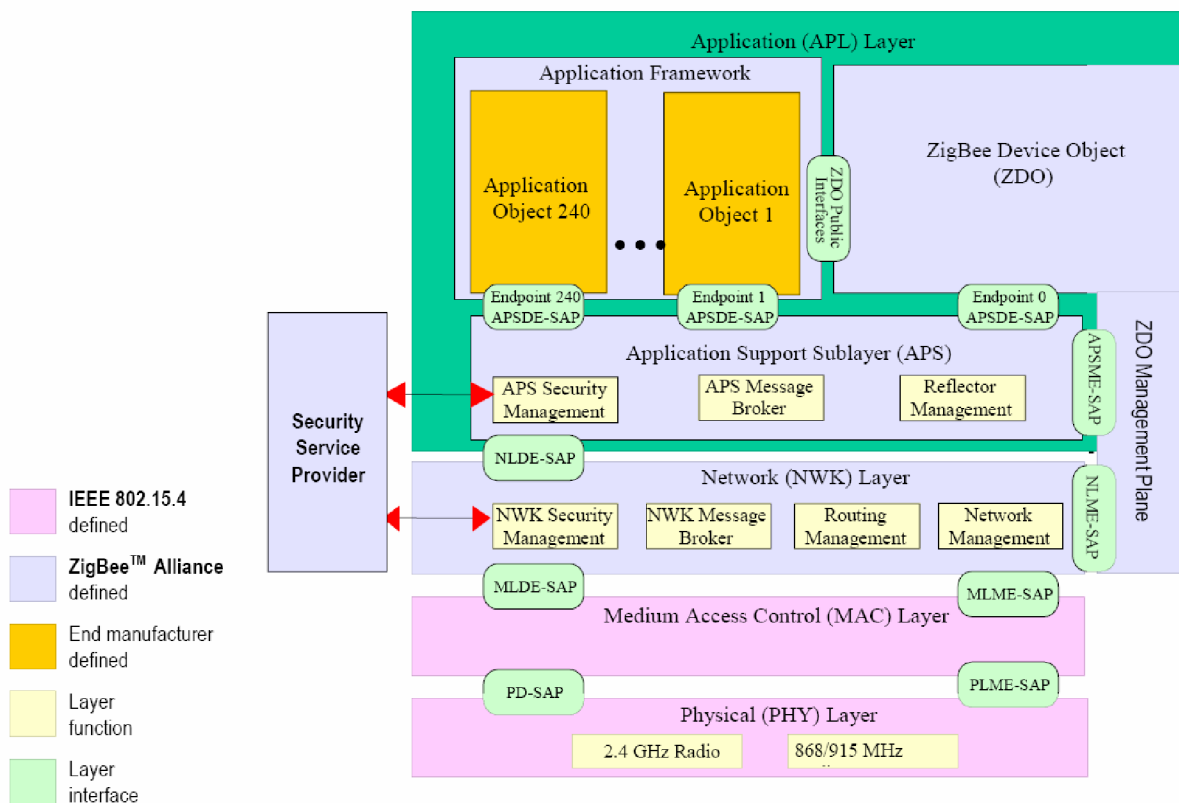 Application (APL) Layer
Application Framework
Application
Object 240
Application
Object 1
ZDO Public
Interfaces
ZigBee Device Object
(ZDO)
Endpoint 240
APSDE-SAP
Endpoint 1
APSDE-SAP
Endpoint 0
APSDE-SAP
Application Support Sublayer (APS)
APS Security
Management
APS Message
Broker
Reflector
Management
APSME-SAP
ZDO Management Plane
Security
Service
Provider
NLDE-SAP
Network (NWK) Layer
NWK Security
Management
NWK Message
Broker
Routing
Management
Network
Management
NLME-SAP
MLDE-SAP
MLME-SAP
Medium Access Control (MAC) Layer
PD-SAP
PLME-SAP
Physical (PHY) Layer
2.4 GHz Radio
868/915 MHz
IEEE 802.15.4
defined
ZigBee™ Alliance
defined
End manufacturer
defined
Layer
function
Layer
interface